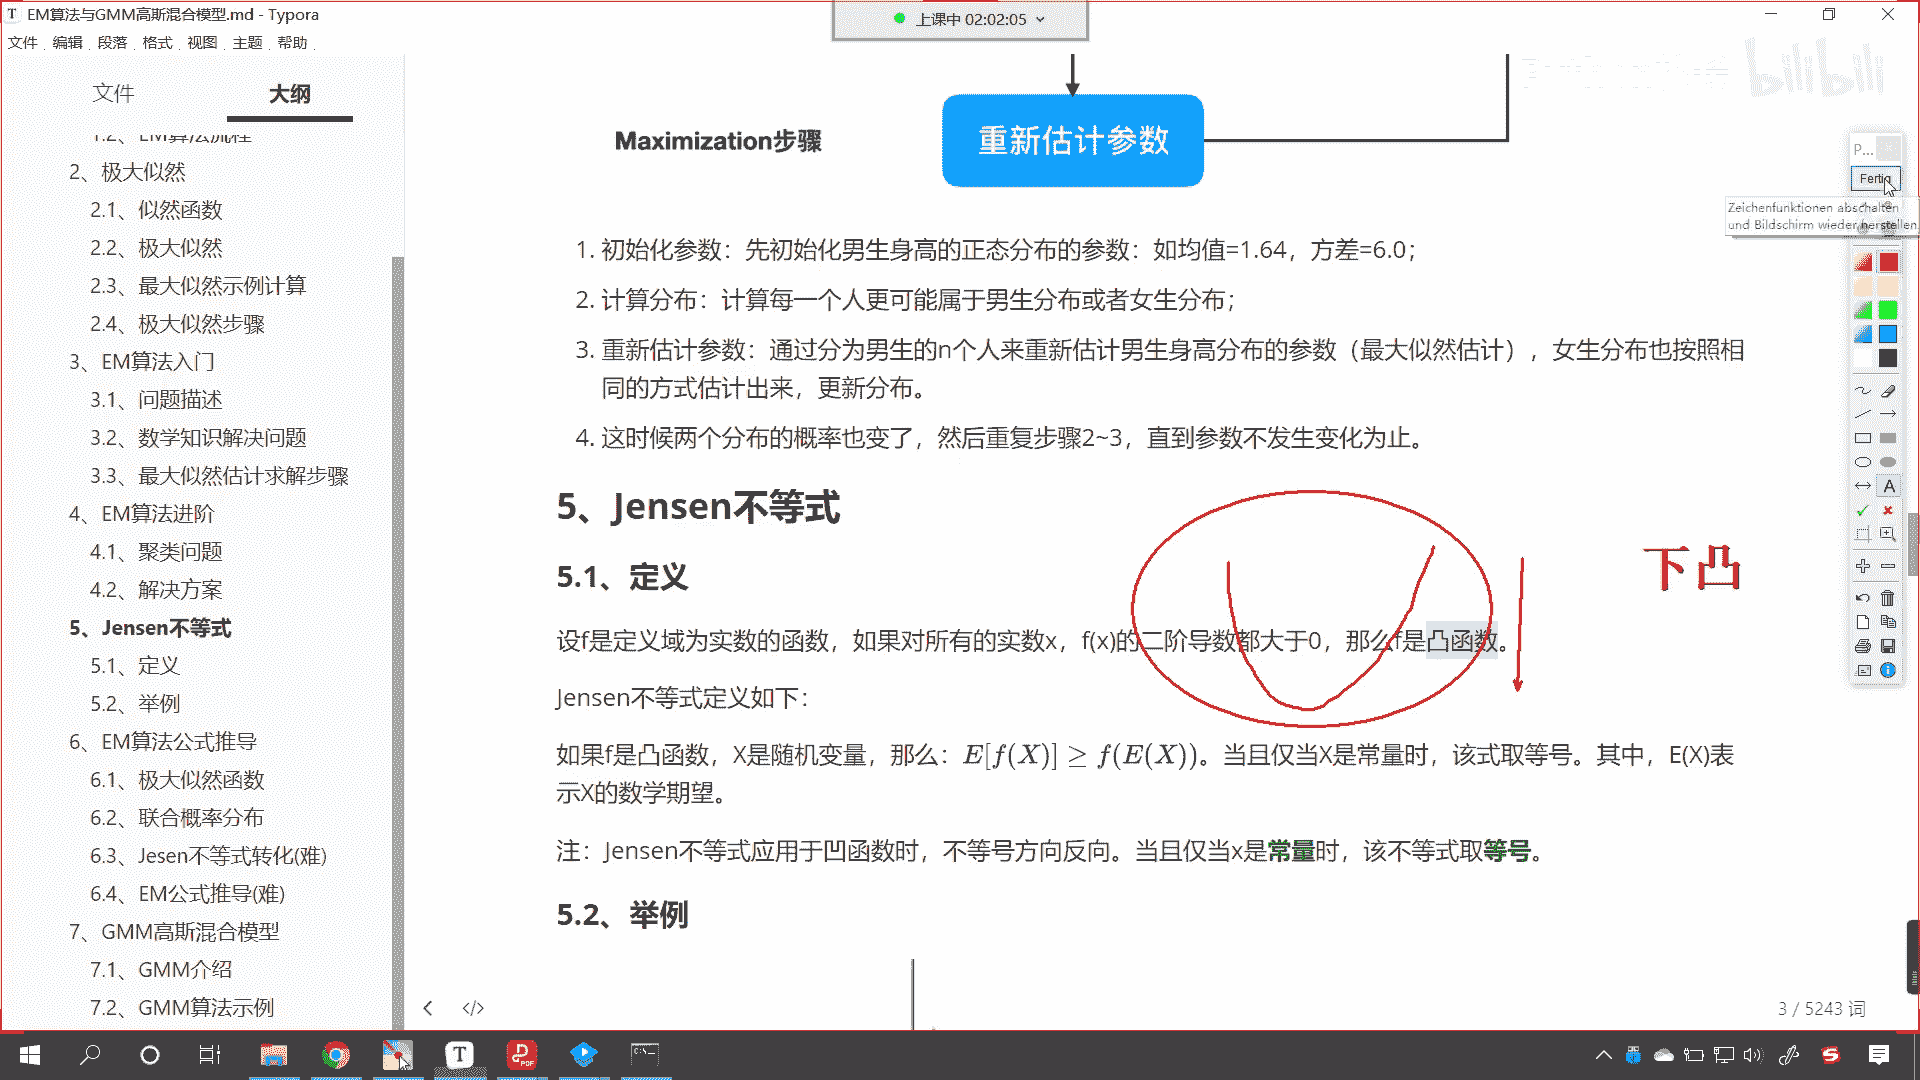 EM算法与GMM高斯混合模型.md - Typora
上课中 02:02:05
文件 编辑 段落 格式 视图 主题 帮助
文件 大纲
bilibili
1.2、EM算法流程
2、极大似然
2.1、似然函数
2.2、极大似然
2.3、最大似然示例计算
2.4、极大似然步骤
3、EM算法入门
3.1、问题描述
3.2、数学知识解决问题
3.3、最大似然估计求解步骤
4、EM算法进阶
4.1、聚类问题
4.2、解决方案
5、Jensen不等式
5.1、定义
5.2、举例
6、EM算法公式推导
6.1、极大似然函数
6.2、联合概率分布
6.3、Jesen不等式转化(难)
6.4、EM公式推导(难)
7、GMM高斯混合模型
7.1、GMM介绍
7.2、GMM算法示例
Maximization步骤
重新估计参数
1. 初始化参数：先初始化男生身高的正态分布的参数：如均值=1.64，方差=6.0；
2. 计算分布：计算每一个人更可能属于男生分布或者女生分布；
3. 重新估计参数：通过分为男生的n个人来重新估计男生身高分布的参数（最大似然估计），女生分布也按照相
同的方式估计出来，更新分布。
4. 这时候两个分布的概率也变了，然后重复步骤2~3，直到参数不发生变化为止。
5、Jensen不等式
5.1、定义
下凸
设f是定义域为实数的函数，如果对所有的实数x，f(x)的二阶导数都大于0，那么f是凸函数。
Jensen不等式定义如下：
如果f是凸函数，X是随机变量，那么：E[f(X)] ≥ f(E(X))。当且仅当X是常量时，该式取等号。其中，E(X)表
示X的数学期望。
注：Jensen不等式应用于凹函数时，不等号方向反向。当且仅当x是常量时，该不等式取等号。
5.2、举例
3 / 5243 词
P...
Fertig
Zeichenfunktionen abschalten
und Bildschirm wieder herstellen
A